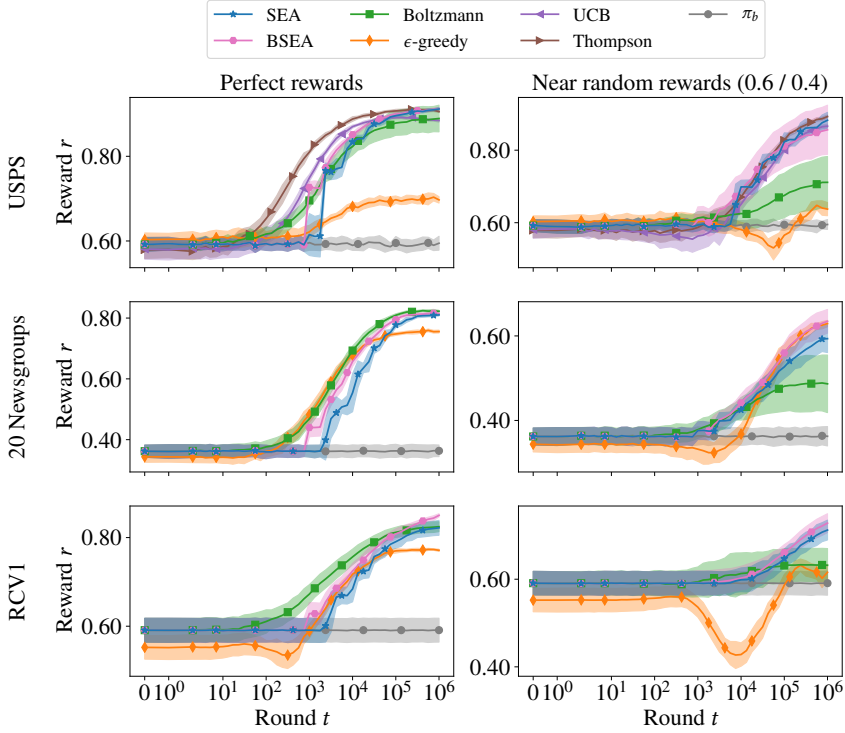 SEA Boltzmann UCB π_b
BSEA ϵ-greedy Thompson
Perfect rewards Near random rewards (0.6 / 0.4)
USPS
Reward r
0.80
0.60
0.80
0.60
20 Newsgroups
Reward r
0.80
0.60
0.40
0.60
0.40
RCV1
Reward r
0.80
0.60
0.60
0.40
0 10^0 10^1 10^2 10^3 10^4 10^5 10^6
0 10^0 10^1 10^2 10^3 10^4 10^5 10^6
Round t Round t